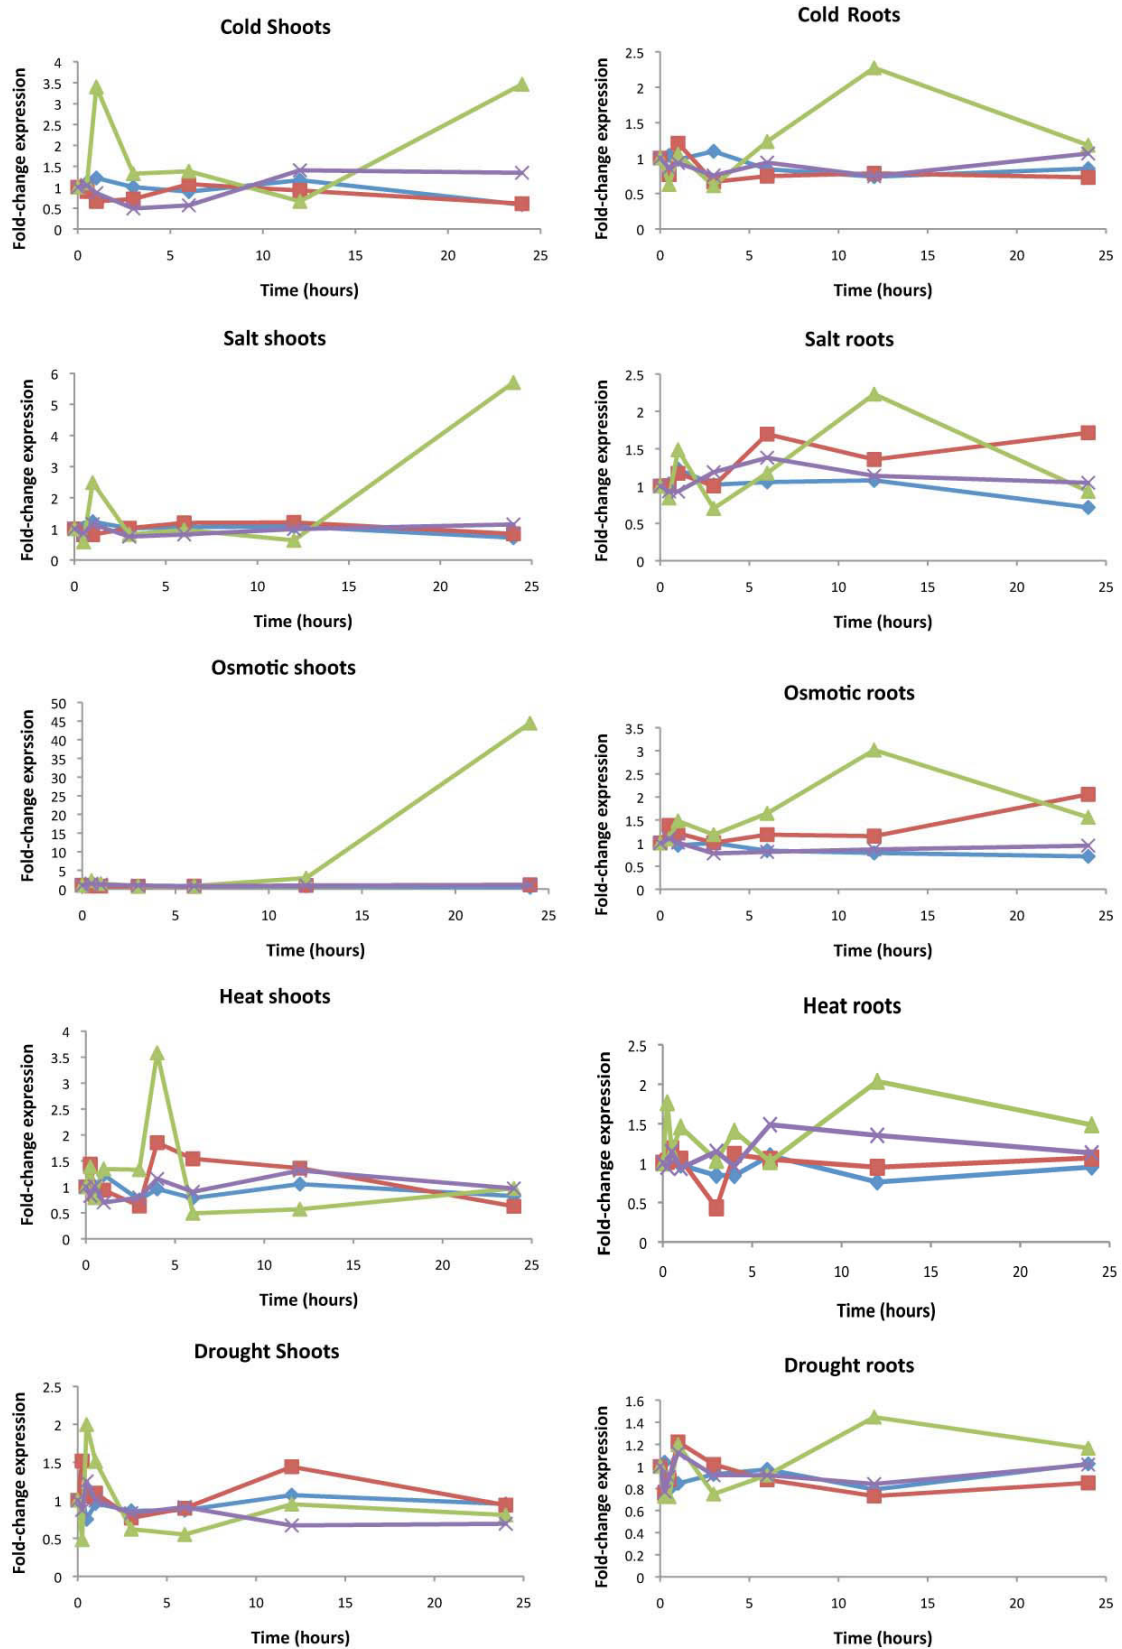 Cold Shoots
Fold-change expression
4
3.5
3
2.5
2
1.5
1
0.5
0
0 5 10 15 20 25
Time (hours)
Cold Roots
Fold-change expression
2.5
2
1.5
1
0.5
0
0 5 10 15 20 25
Time (hours)
Salt shoots
Fold-change expression
6
5
4
3
2
1
0
0 5 10 15 20 25
Time (hours)
Salt roots
Fold-change expression
2.5
2
1.5
1
0.5
0
0 5 10 15 20 25
Time (hours)
Osmotic shoots
Fold-change exprssion
50
45
40
35
30
25
20
15
10
5
0
0 5 10 15 20 25
Time (hours)
Osmotic roots
Fold-change expression
3.5
3
2.5
2
1.5
1
0.5
0
0 5 10 15 20 25
Time (hours)
Heat shoots
Fold-change expression
4
3.5
3
2.5
2
1.5
1
0.5
0
0 5 10 15 20 25
Time (hours)
Heat roots
Fold-change expression
2.5
2
1.5
1
0.5
0
0 5 10 15 20 25
Time (hours)
Drought Shoots
Fold-change expression
2.5
2
1.5
1
0.5
0
0 5 10 15 20 25
Time (hours)
Drought roots
Fold-change expression
1.6
1.4
1.2
1
0.8
0.6
0.4
0.2
0
0 5 10 15 20 25
Time (hours)